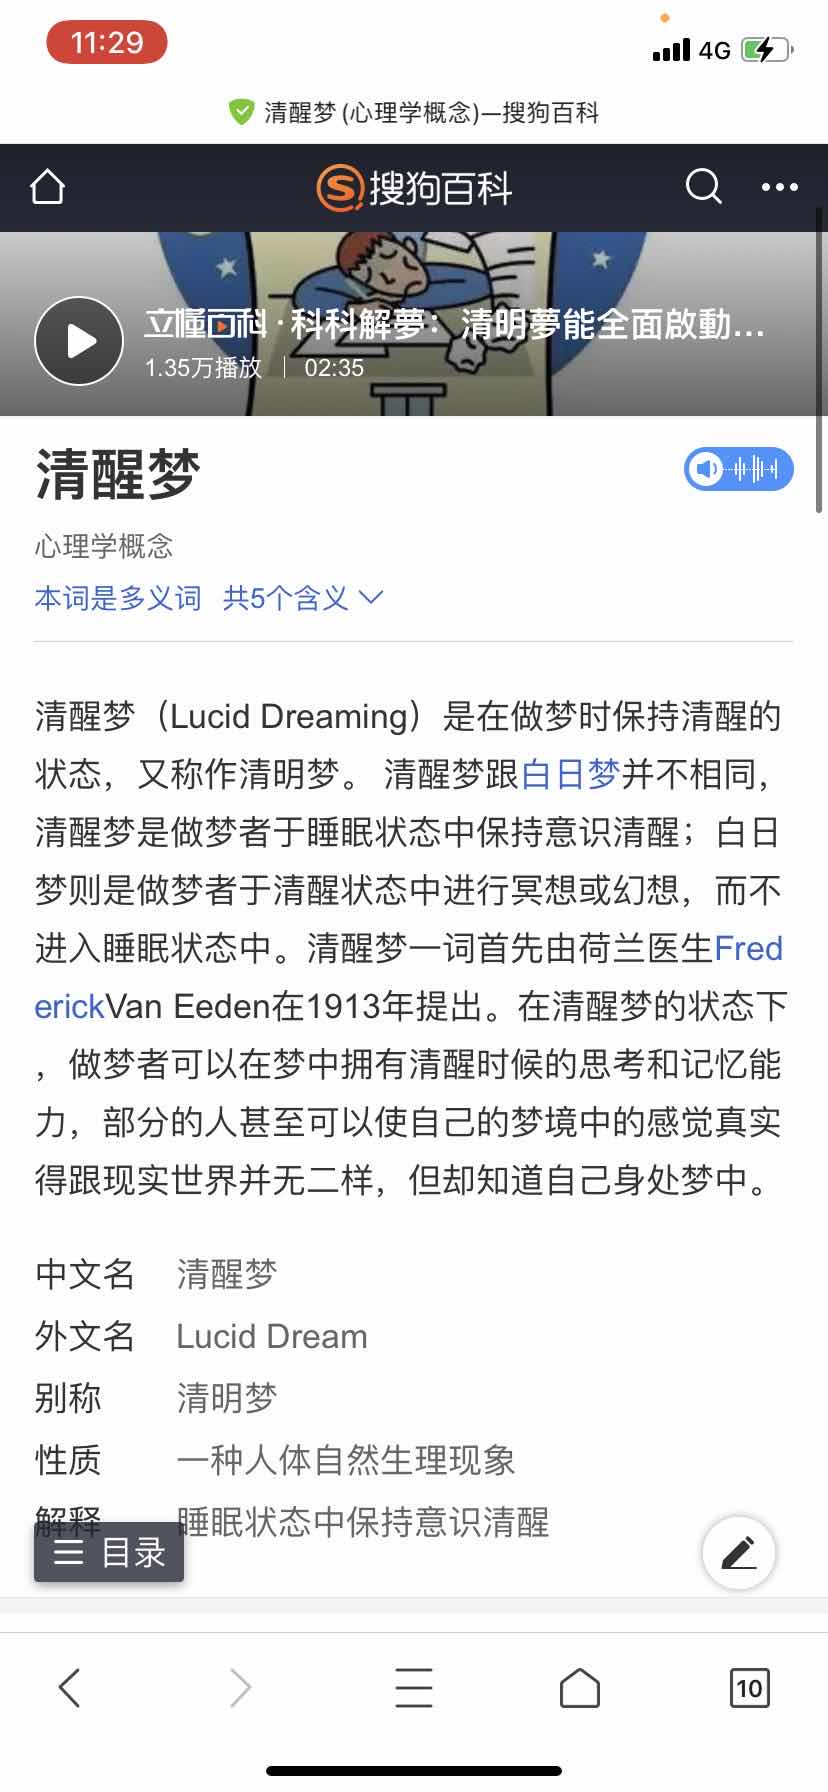 11:29
4G
清醒梦 (心理学概念)—搜狗百科
搜狗百科
立懂百科·科科解夢：清明夢能全面啟動...
1.35万播放 | 02:35
清醒梦
心理学概念
本词是多义词 共5个含义
清醒梦（Lucid Dreaming）是在做梦时保持清醒的
状态，又称作清明梦。 清醒梦跟白日梦并不相同，
清醒梦是做梦者于睡眠状态中保持意识清醒；白日
梦则是做梦者于清醒状态中进行冥想或幻想，而不
进入睡眠状态中。清醒梦一词首先由荷兰医生Fred
erickVan Eeden在1913年提出。在清醒梦的状态下
，做梦者可以在梦中拥有清醒时候的思考和记忆能
力，部分的人甚至可以使自己的梦境中的感觉真实
得跟现实世界并无二样，但却知道自己身处梦中。
中文名 清醒梦
外文名 Lucid Dream
别称 清明梦
性质 一种人体自然生理现象
解释 睡眠状态中保持意识清醒
目录
10